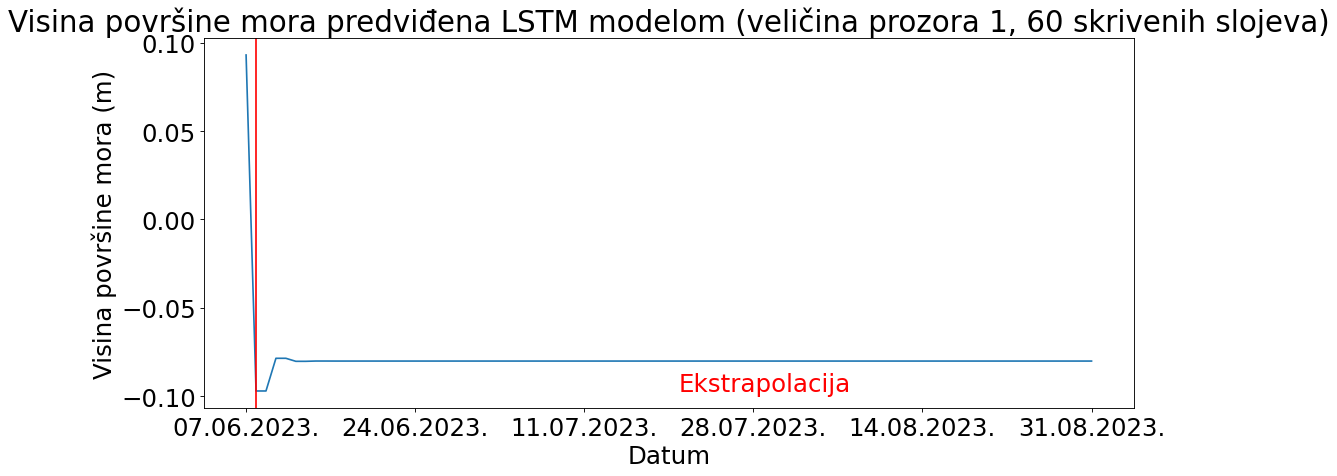 Visina površine mora predviđena LSTM modelom (veličina prozora 1, 60 skrivenih slojeva)
Visina površine mora (m)
0.10
0.05
0.00
−0.05
−0.10
Ekstrapolacija
07.06.2023. 24.06.2023. 11.07.2023. 28.07.2023. 14.08.2023. 31.08.2023.
Datum